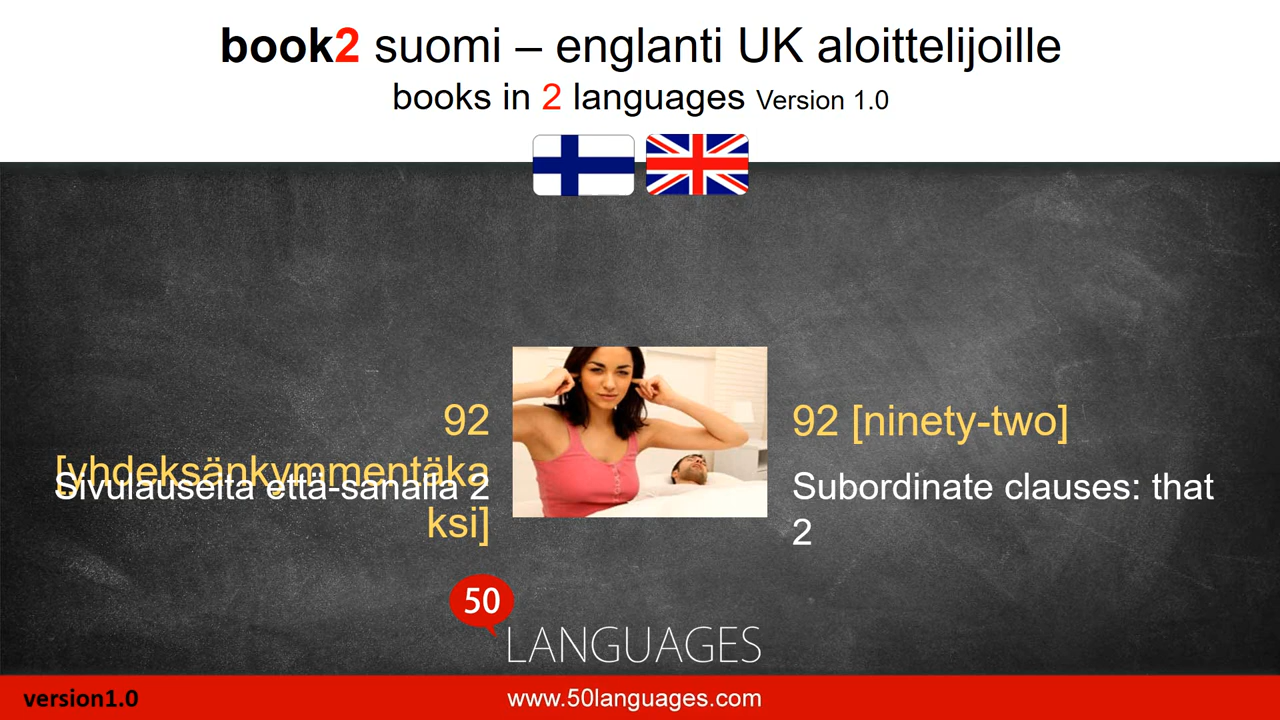 book2 suomi – englanti UK aloittelijoille
books in 2 languages Version 1.0
92
[yhdeksänkymmentäka
ksi]
Sivulauseita että-sanalla 2
92 [ninety-two]
Subordinate clauses: that
2
50
LANGUAGES
version1.0
www.50languages.com